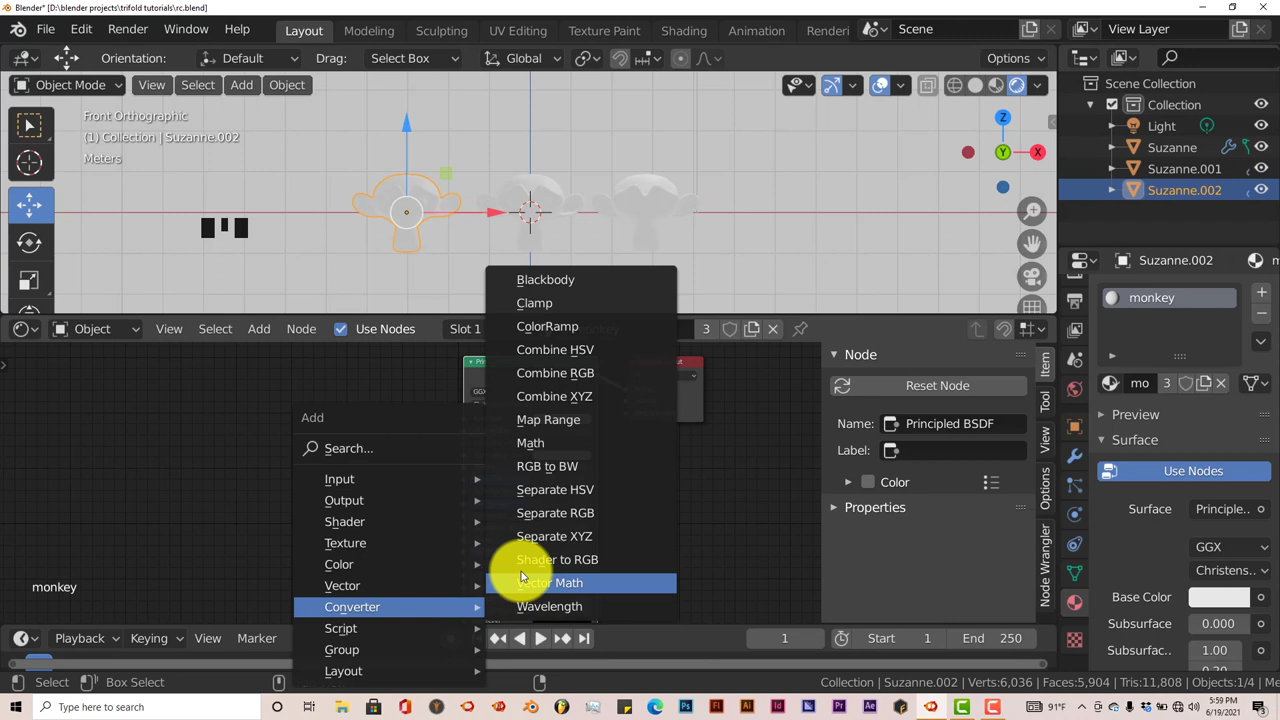 Blender* [D:\blender projects\trifold tutorials\rc.blend]
File Edit Render Window Help Layout Modeling Sculpting UV Editing Texture Paint Shading Animation Renderi Scene View Layer
Orientation: Default Drag: Select Box Global Options
Object Mode View Select Add Object
Scene Collection
Collection
Light
Suzanne
Suzanne.001
Suzanne.002
Front Orthographic
(1) Collection | Suzanne.002
Meters
Z
Y
X
Suzanne.002
monkey
Object View Select Add Node Use Nodes Slot 1 3
Blackbody
Clamp
ColorRamp
Combine HSV
Combine RGB
Combine XYZ
Map Range
Math
RGB to BW
Separate HSV
Separate RGB
Separate XYZ
Shader to RGB
Vector Math
Wavelength
Add
Search...
Input
Output
Shader
Texture
Color
Vector
Converter
Script
Group
Layout
GGX
monkey
Node
Reset Node
Name: Principled BSDF
Label:
Color
Properties
Item
Tool
View
Options
Node Wrangler
mo 3
Preview
Surface
Use Nodes
Surface Principle..
GGX
Christens..
Base Color
Subsurface 0.000
Subsurfac.. 1.00
0.20
Playback Keying View Marker 1 Start 1 End 250
Select Box Select Collection | Suzanne.002 | Verts:6,036 | Faces:5,904 | Tris:11,808 | Objects:1/4 | Memory
Type here to search
91°F
5:59 PM
6/19/2021